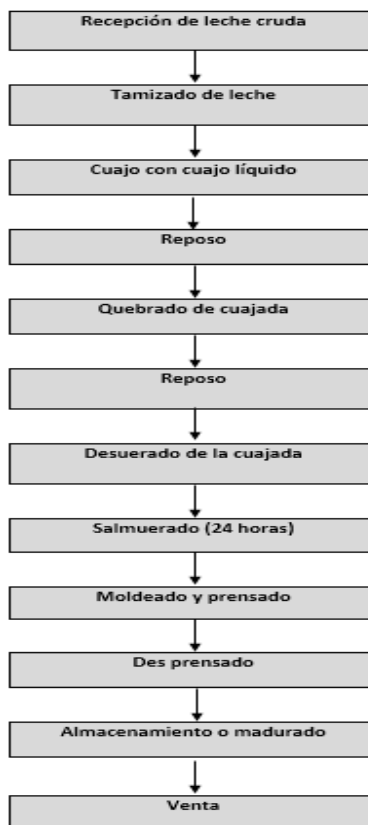 Recepción de leche cruda
Tamizado de leche
Cuajo con cuajo líquido
Reposo
Quebrado de cuajada
Reposo
Desuerado de la cuajada
Salmuerado (24 horas)
Moldeado y prensado
Des prensado
Almacenamiento o madurado
Venta